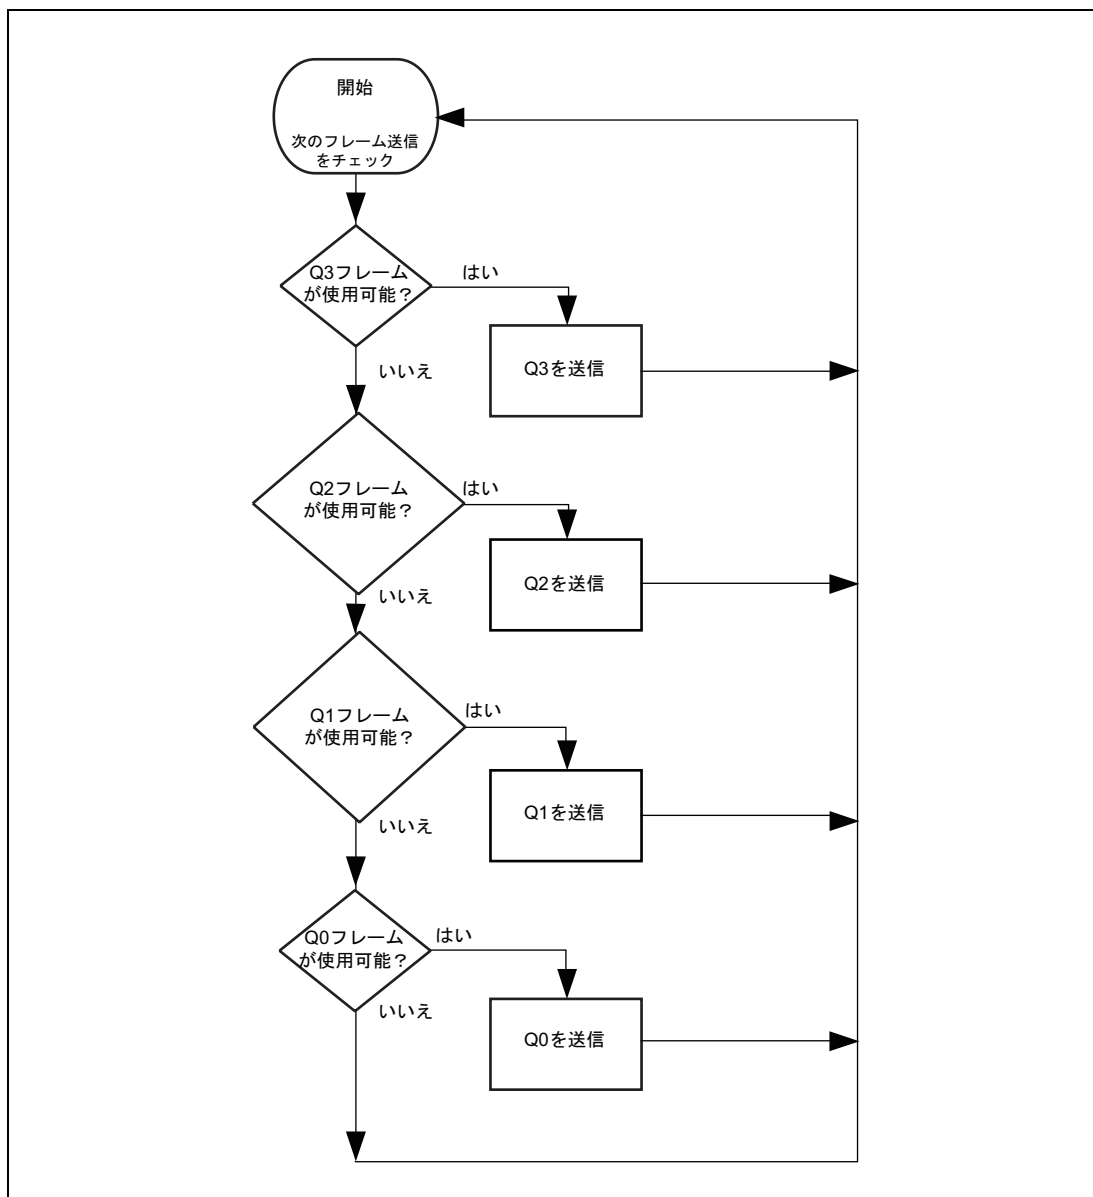 開始
次のフレーム送信
をチェック
Q3フレーム
が使用可能？
はい
Q3を送信
いいえ
Q2フレーム
が使用可能？
はい
Q2を送信
いいえ
Q1フレーム
が使用可能？
はい
Q1を送信
いいえ
Q0フレーム
が使用可能？
はい
Q0を送信
いいえ